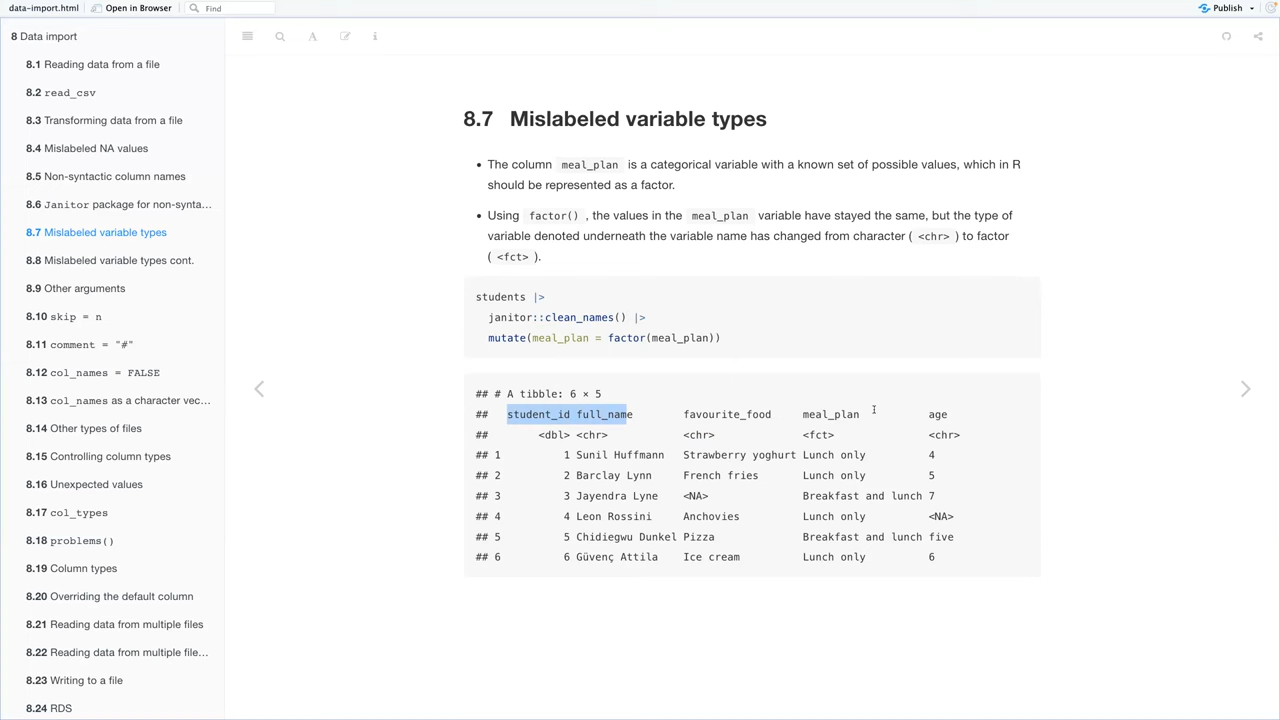 data-import.html Open in Browser Find Publish
8 Data import
8.1 Reading data from a file
8.2 read_csv
8.3 Transforming data from a file
8.4 Mislabeled NA values
8.5 Non-syntactic column names
8.6 Janitor package for non-synta…
8.7 Mislabeled variable types
8.8 Mislabeled variable types cont.
8.9 Other arguments
8.10 skip = n
8.11 comment = "#"
8.12 col_names = FALSE
8.13 col_names as a character vec…
8.14 Other types of files
8.15 Controlling column types
8.16 Unexpected values
8.17 col_types
8.18 problems()
8.19 Column types
8.20 Overriding the default column
8.21 Reading data from multiple files
8.22 Reading data from multiple file…
8.23 Writing to a file
8.24 RDS
8.7 Mislabeled variable types
• The column meal_plan is a categorical variable with a known set of possible values, which in R
should be represented as a factor.
• Using factor() , the values in the meal_plan variable have stayed the same, but the type of
variable denoted underneath the variable name has changed from character ( <chr> ) to factor
( <fct> ).
students |>
  janitor::clean_names() |>
  mutate(meal_plan = factor(meal_plan))
## # A tibble: 6 × 5
##   student_id full_name        favourite_food     meal_plan           age
##        <dbl> <chr>            <chr>              <fct>               <chr>
## 1          1 Sunil Huffmann   Strawberry yoghurt Lunch only          4
## 2          2 Barclay Lynn     French fries       Lunch only          5
## 3          3 Jayendra Lyne    <NA>               Breakfast and lunch 7
## 4          4 Leon Rossini     Anchovies          Lunch only          <NA>
## 5          5 Chidiegwu Dunkel Pizza              Breakfast and lunch five
## 6          6 Güvenç Attila    Ice cream          Lunch only          6